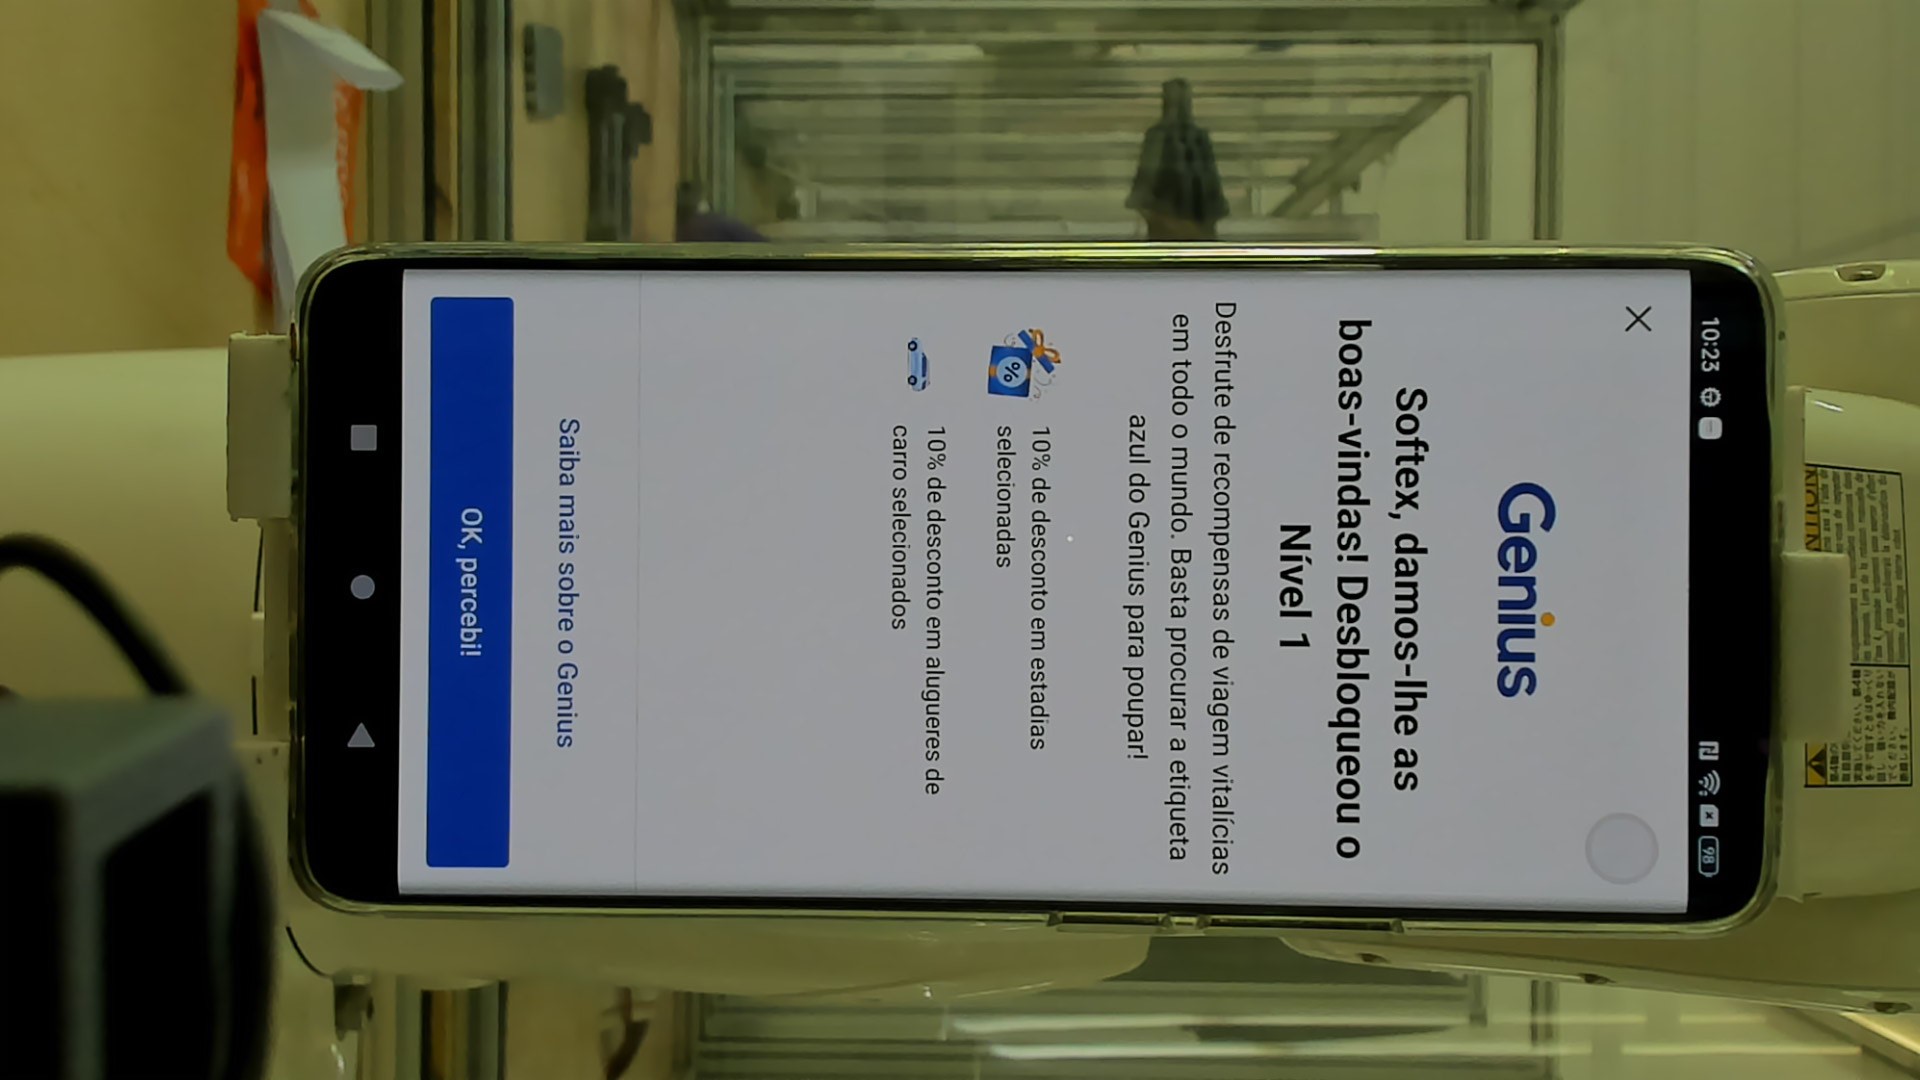 10:23
98
Genius
Softex, damos-lhe as
boas-vindas! Desbloqueou o
Nível 1
Desfrute de recompensas de viagem vitalícias
em todo o mundo. Basta procurar a etiqueta
azul do Genius para poupar!
%
10% de desconto em estadias
selecionadas
10% de desconto em alugueres de
carro selecionados
Saiba mais sobre o Genius
OK, percebi!